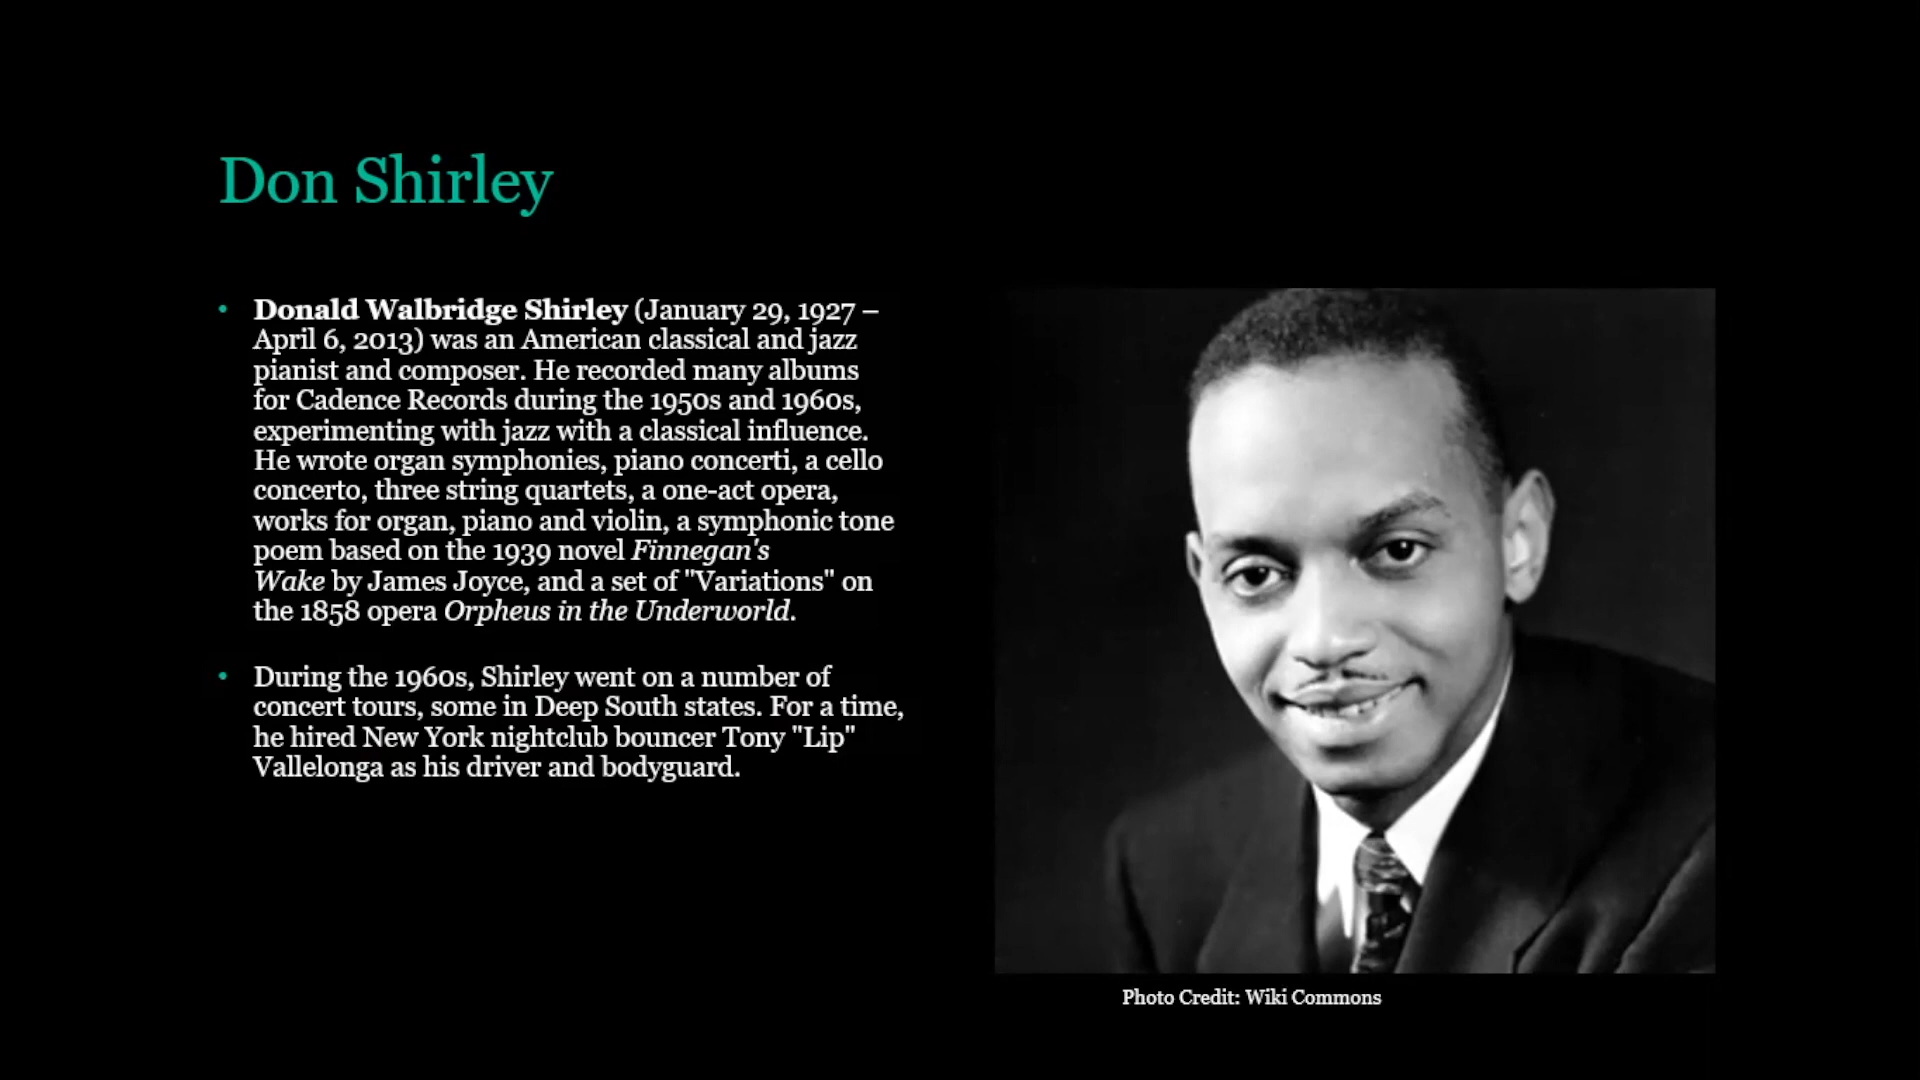 Don Shirley
• Donald Walbridge Shirley (January 29, 1927 –
April 6, 2013) was an American classical and jazz
pianist and composer. He recorded many albums
for Cadence Records during the 1950s and 1960s,
experimenting with jazz with a classical influence.
He wrote organ symphonies, piano concerti, a cello
concerto, three string quartets, a one-act opera,
works for organ, piano and violin, a symphonic tone
poem based on the 1939 novel Finnegan's
Wake by James Joyce, and a set of "Variations" on
the 1858 opera Orpheus in the Underworld.
• During the 1960s, Shirley went on a number of
concert tours, some in Deep South states. For a time,
he hired New York nightclub bouncer Tony "Lip"
Vallelonga as his driver and bodyguard.
Photo Credit: Wiki Commons